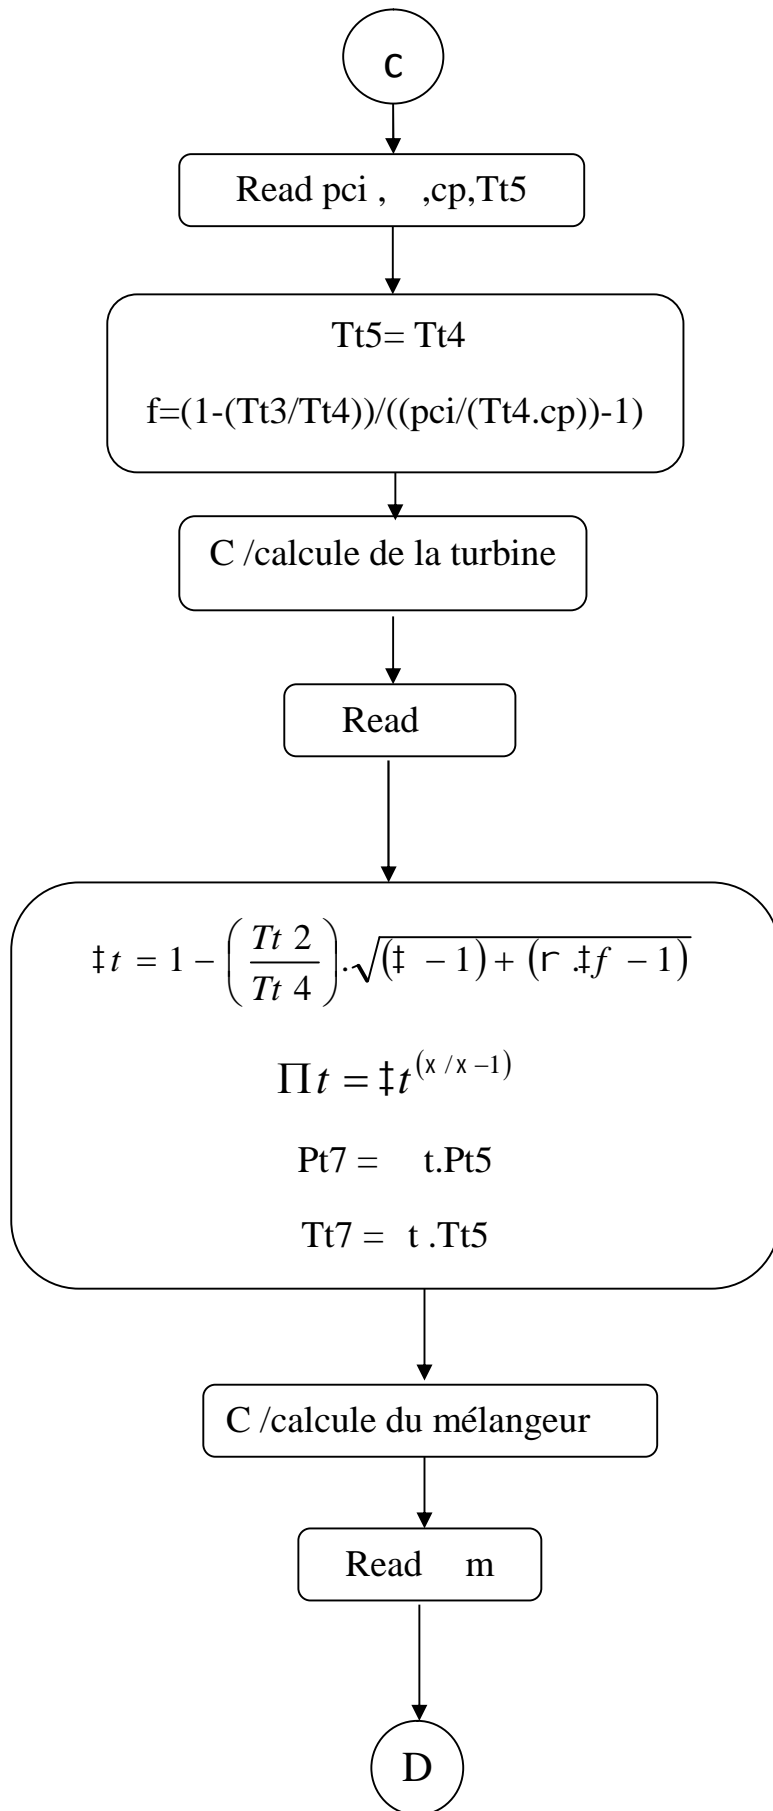 c
Read pci , ,cp,Tt5
Tt5= Tt4
f=(1-(Tt3/Tt4))/((pci/(Tt4.cp))-1)
C /calcule de la turbine
Read
‡t = 1 − (Tt 2 / Tt 4).√(‡ − 1) + (r .‡f − 1)
Πt = ‡t^(x /x −1)
Pt7 = t.Pt5
Tt7 = t .Tt5
C /calcule du mélangeur
Read m
D